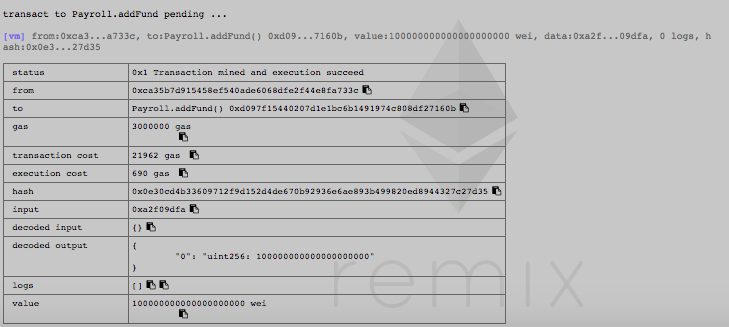 transact to Payroll.addFund pending ...
[vm] from:0xca3...a733c, to:Payroll.addFund() 0xd09...7160b, value:100000000000000000000 wei, data:0xa2f...09dfa, 0 logs, h
ash:0x0e3...27d35
status 0x1 Transaction mined and execution succeed
from 0xca35b7d915458ef540ade6068dfe2f44e8fa733c
to Payroll.addFund() 0xd097f15440207d1e1bc6b1491974c808df27160b
gas 3000000 gas
transaction cost 21962 gas
execution cost 690 gas
hash 0x0e30cd4b33609712f9d152d4de670b92936e6ae893b499820ed8944327c27d35
input 0xa2f09dfa
decoded input {}
decoded output {
"0": "uint256: 100000000000000000000"
}
logs []
value 100000000000000000000 wei
remix